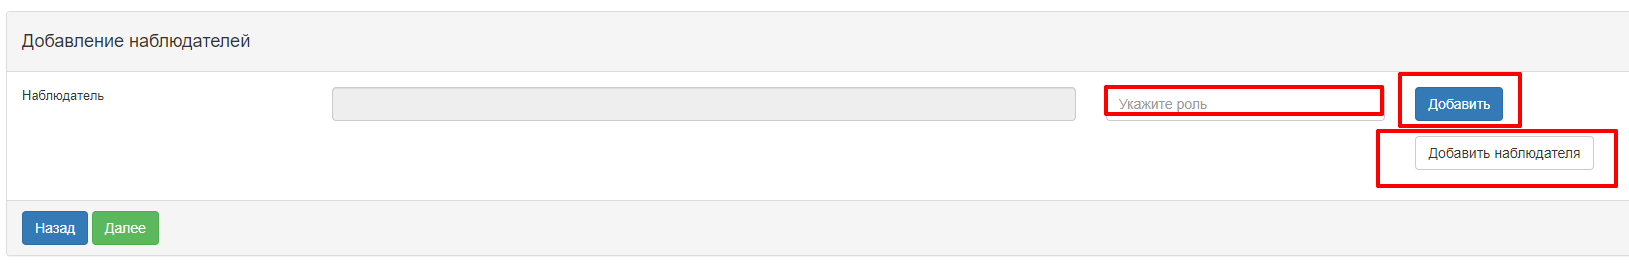 Добавление наблюдателей
Наблюдатель
Укажите роль
Добавить
Добавить наблюдателя
Назад
Далее